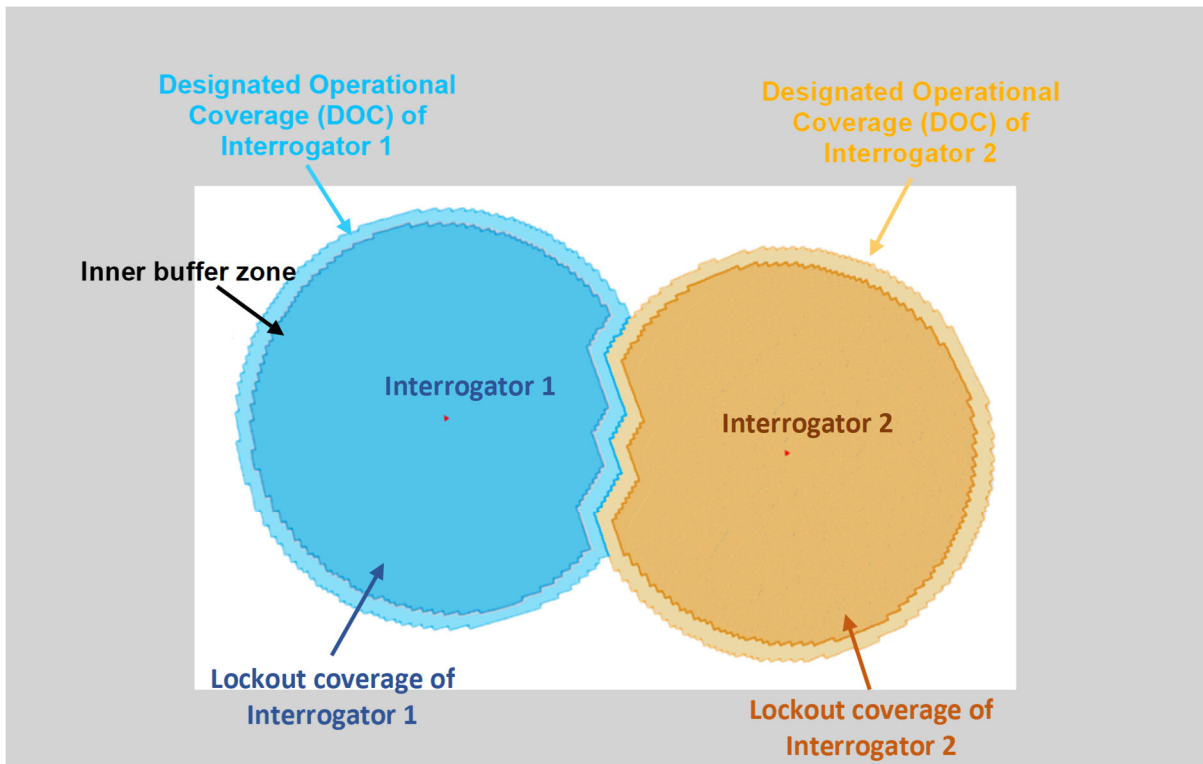 Designated Operational
Coverage (DOC) of
Interrogator 1
Designated Operational
Coverage (DOC) of
Interrogator 2
Inner buffer zone
Interrogator 1
Interrogator 2
Lockout coverage of
Interrogator 1
Lockout coverage of
Interrogator 2